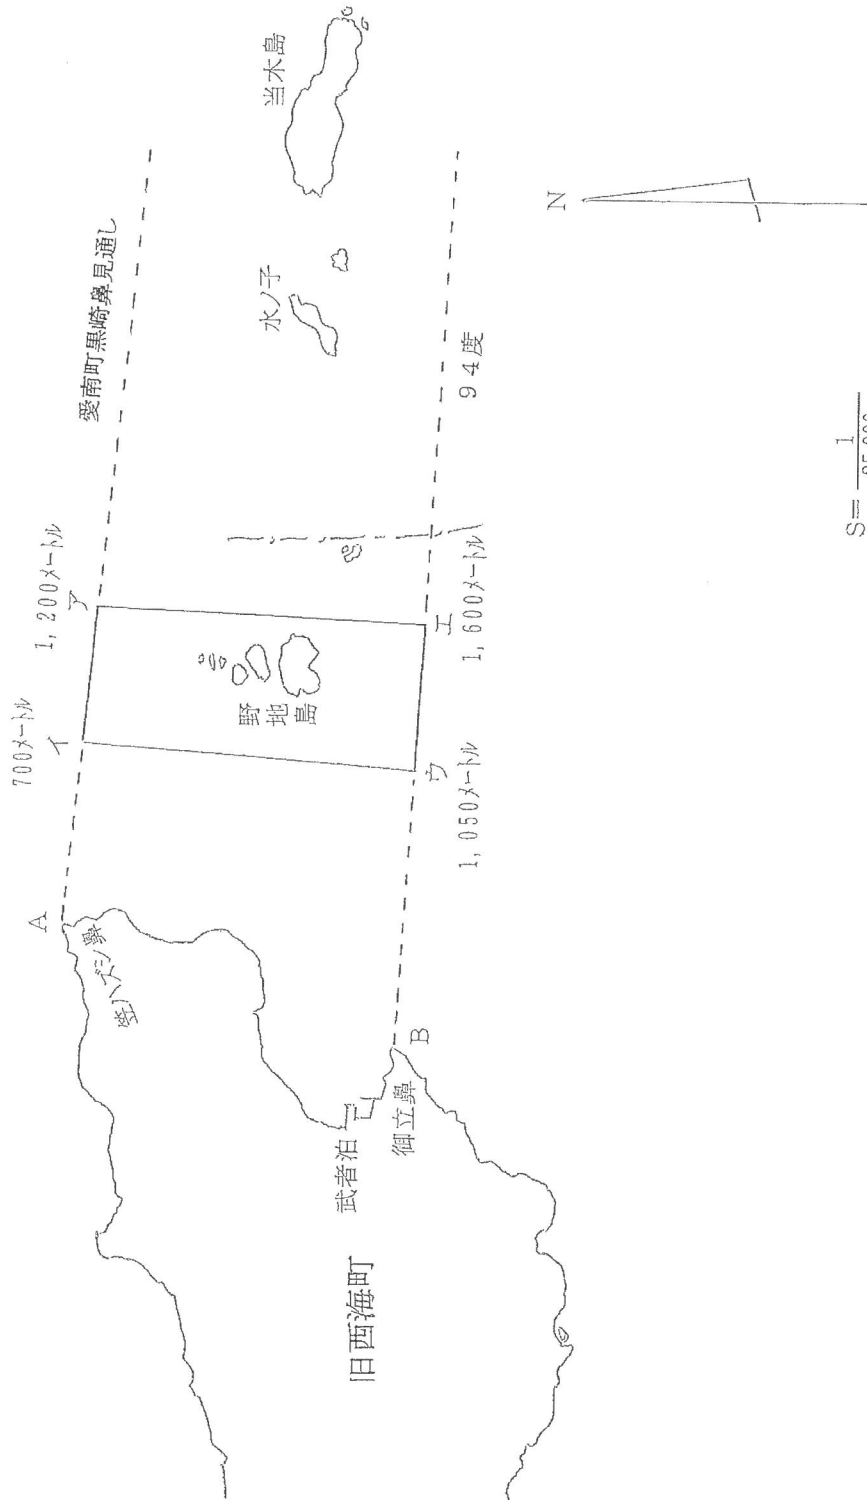 A
笠ハズシ鼻
700メートル
イ
1,200メートル
ア
愛南町黒崎鼻見通し
野地島
水ノ子
当木島
旧西海町
武者泊
御立鼻
B
ウ
1,050メートル
エ
1,600メートル
94度
N
S=1